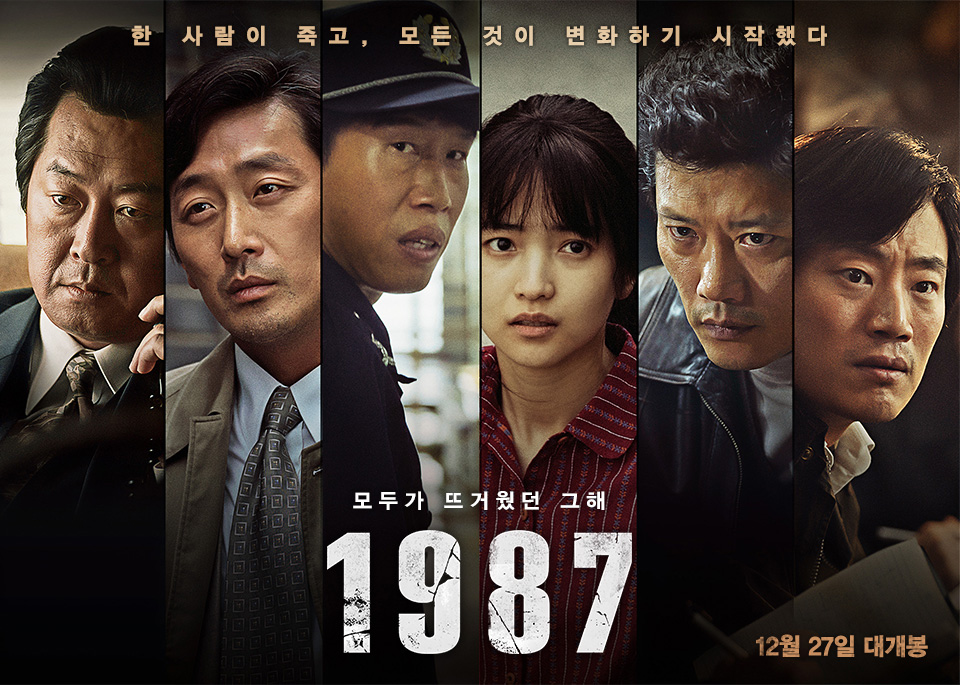 한 사람이 죽고, 모든 것이 변화하기 시작했다
모두가 뜨거웠던 그해
1987
12월 27일 대개봉